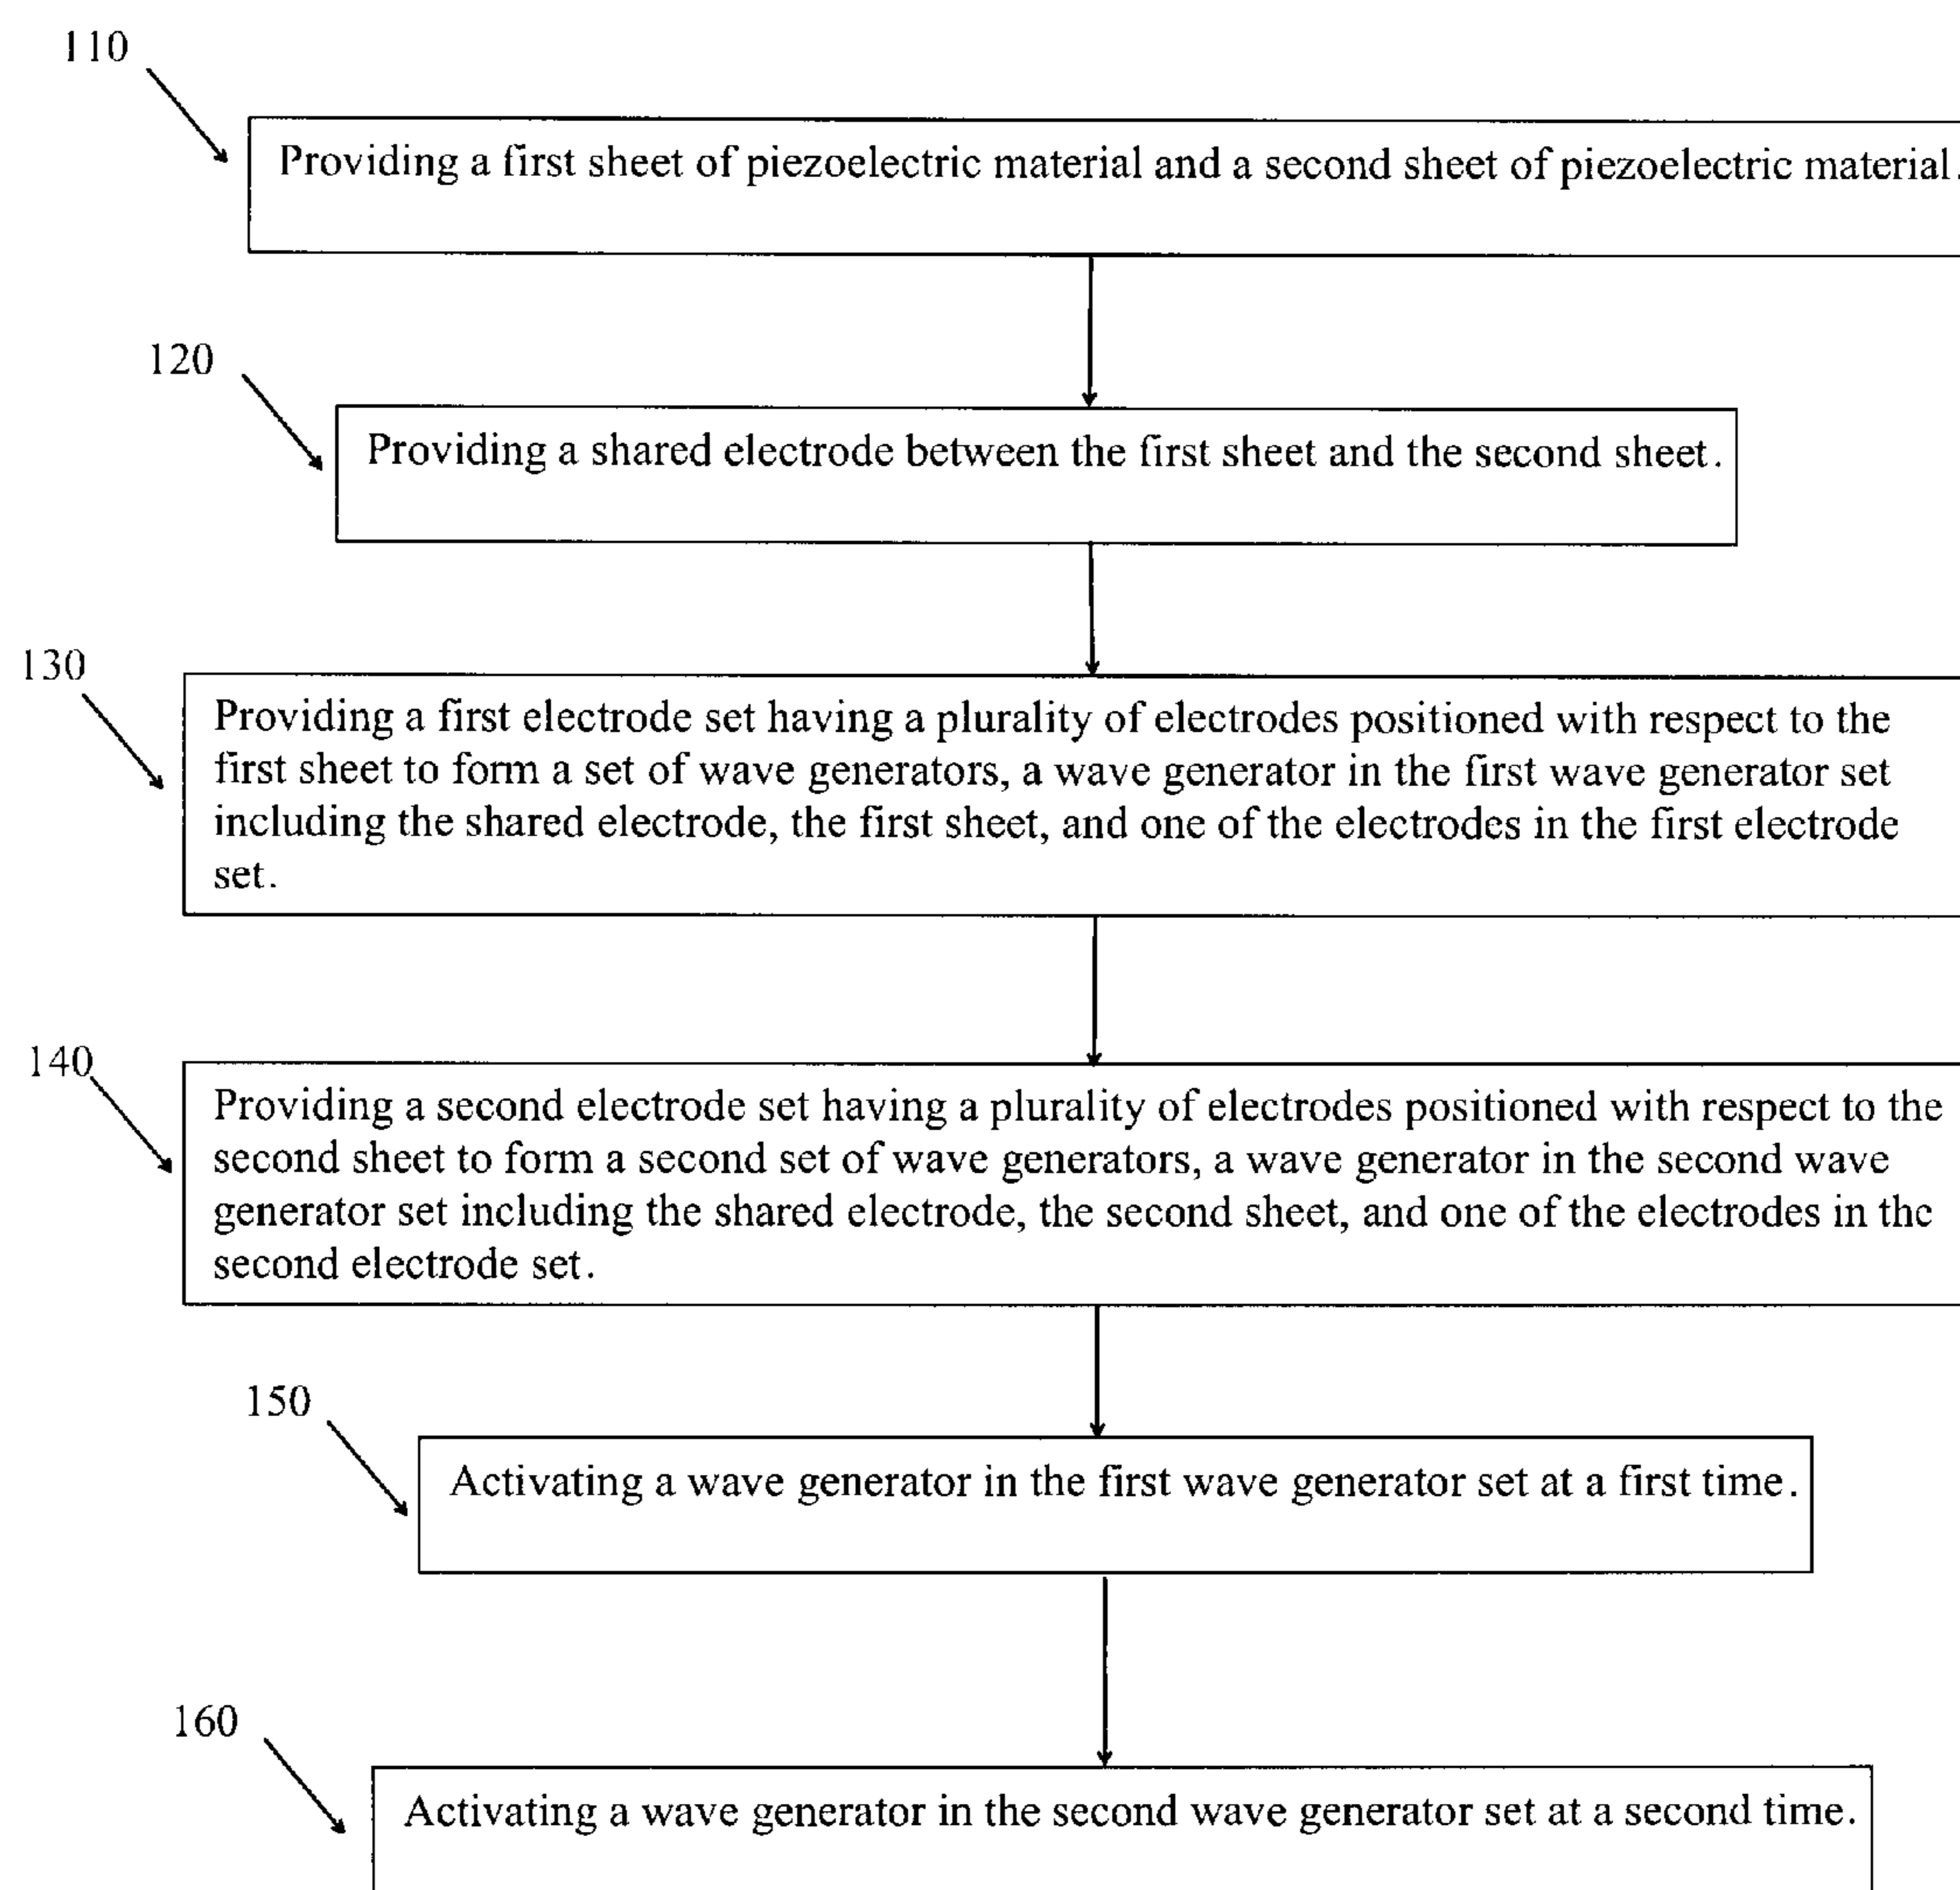 110
Providing a first sheet of piezoelectric material and a second sheet of piezoelectric material.
120
Providing a shared electrode between the first sheet and the second sheet.
130
Providing a first electrode set having a plurality of electrodes positioned with respect to the
first sheet to form a set of wave generators, a wave generator in the first wave generator set
including the shared electrode, the first sheet, and one of the electrodes in the first electrode
set.
140
Providing a second electrode set having a plurality of electrodes positioned with respect to the
second sheet to form a second set of wave generators, a wave generator in the second wave
generator set including the shared electrode, the second sheet, and one of the electrodes in the
second electrode set.
150
Activating a wave generator in the first wave generator set at a first time.
160
Activating a wave generator in the second wave generator set at a second time.